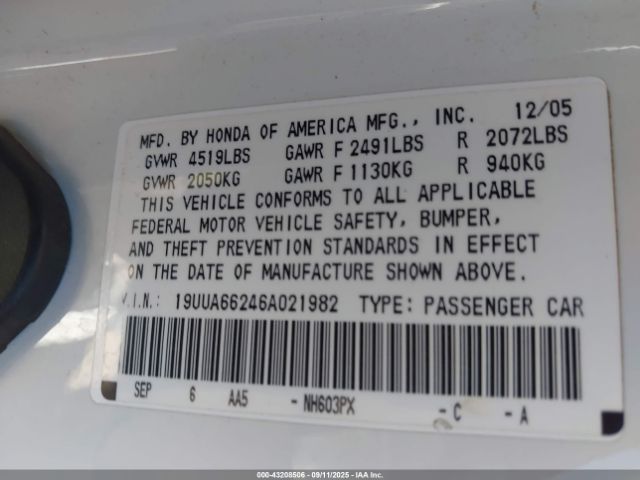 MFD. BY HONDA OF AMERICA MFG., INC. 12/05
GVWR 4519LBS GAWR F 2491LBS R 2072LBS
GVWR 2050KG GAWR F 1130KG R 940KG
THIS VEHICLE CONFORMS TO ALL APPLICABLE
FEDERAL MOTOR VEHICLE SAFETY, BUMPER,
AND THEFT PREVENTION STANDARDS IN EFFECT
ON THE DATE OF MANUFACTURE SHOWN ABOVE.
V.I.N.: 19UUA66246A021982 TYPE: PASSENGER CAR
SEP 6 AA5 - NH603PX - C - A
000-43208506 - 09/11/2025 - IAA Inc.